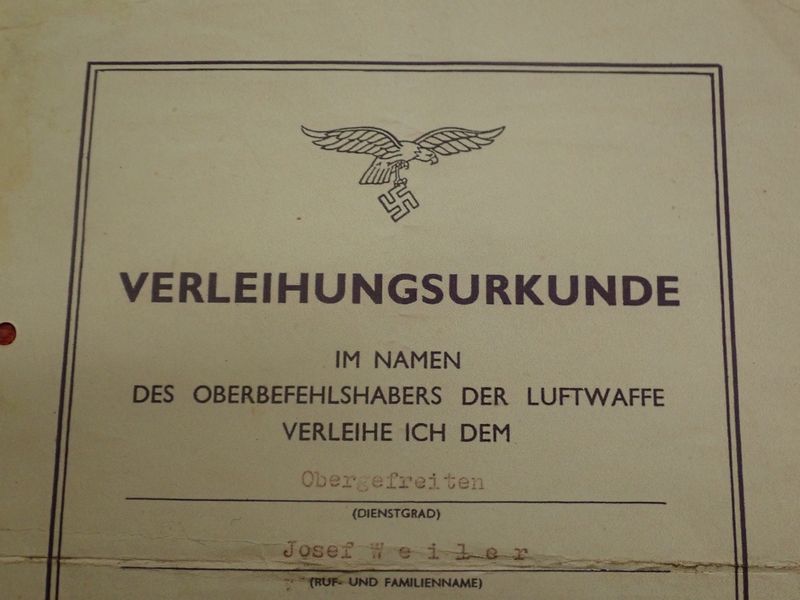 VERLEIHUNGSURKUNDE
IM NAMEN
DES OBERBEFEHLSHABERS DER LUFTWAFFE
VERLEIHE ICH DEM
Obergefreiten
(DIENSTGRAD)
Josef Weiler
(RUF- UND FAMILIENNAME)